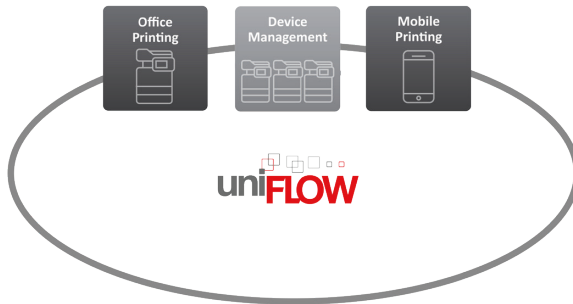 Office
Printing
Device
Management
Mobile
Printing
uniFLOW